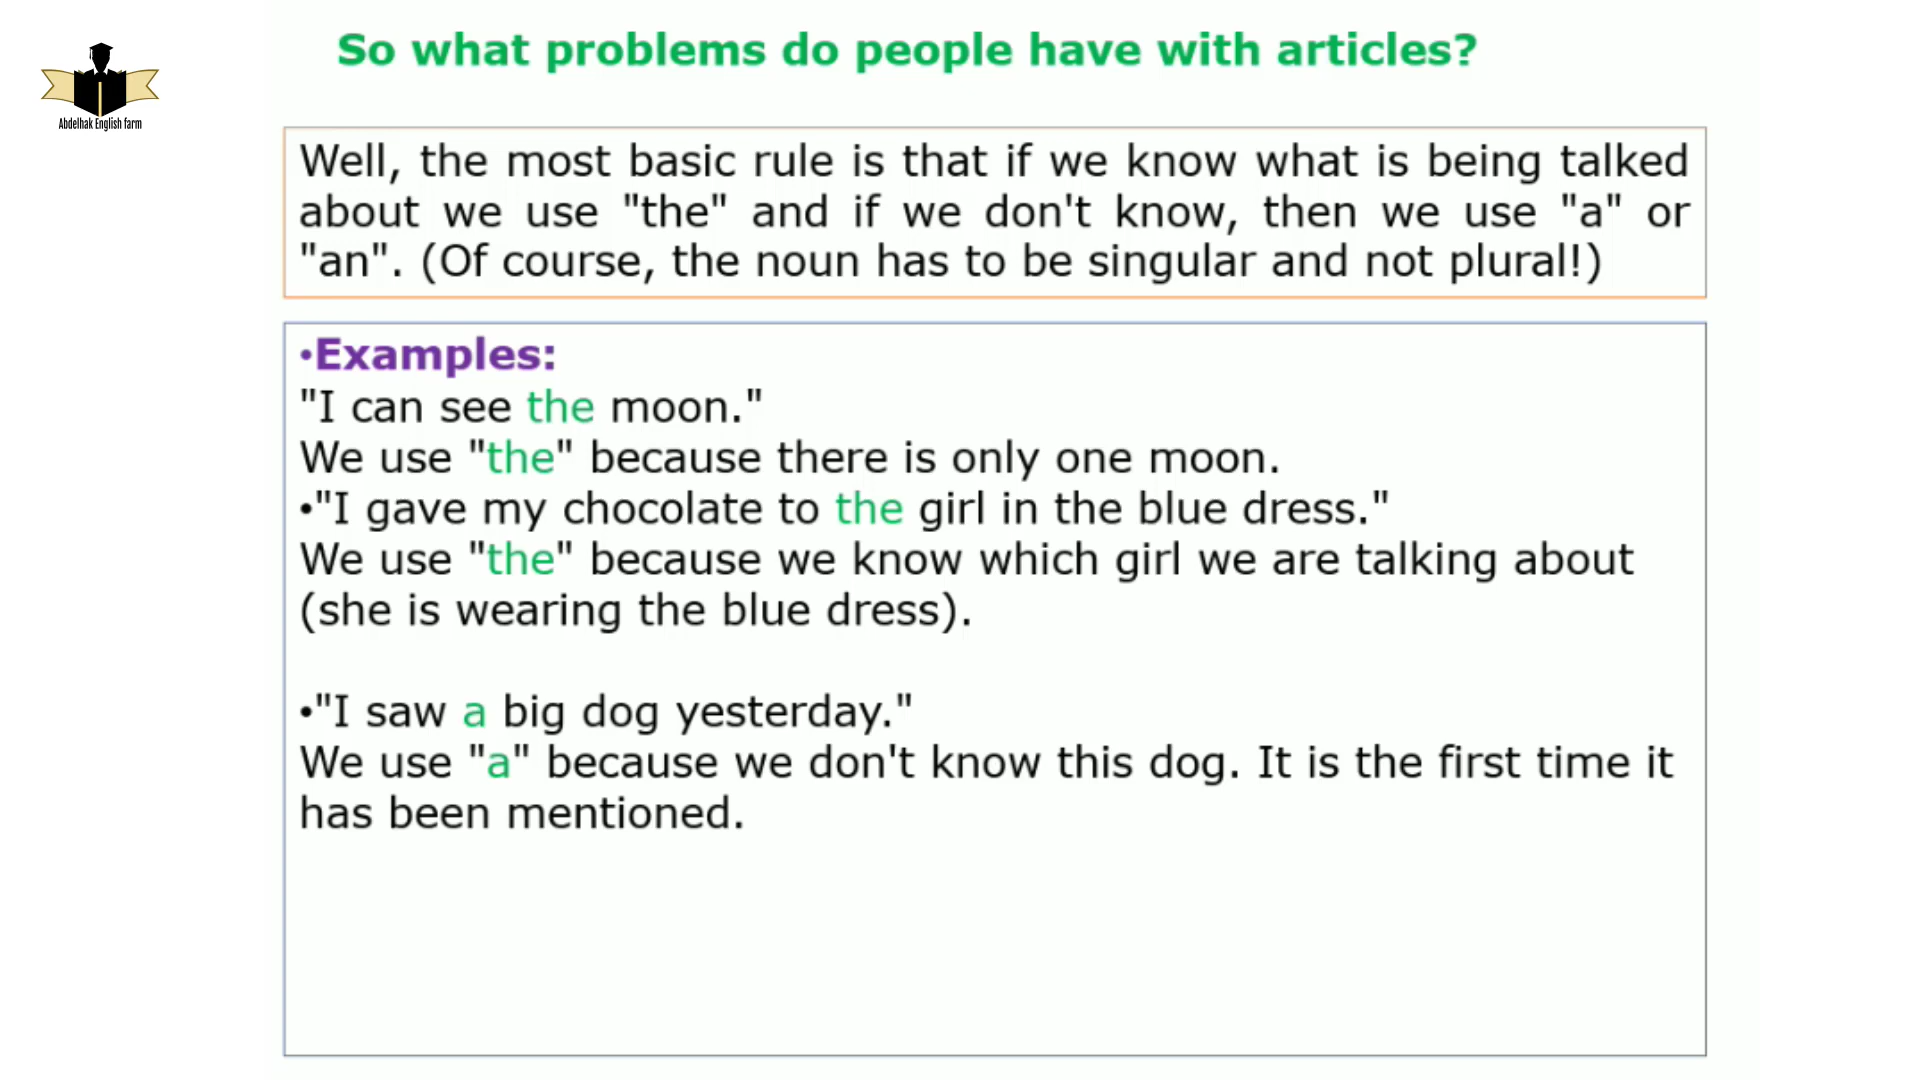 So what problems do people have with articles?
Abdelhak English farm
Well, the most basic rule is that if we know what is being talked
about we use "the" and if we don't know, then we use "a" or
"an". (Of course, the noun has to be singular and not plural!)
•Examples:
"I can see the moon."
We use "the" because there is only one moon.
•"I gave my chocolate to the girl in the blue dress."
We use "the" because we know which girl we are talking about
(she is wearing the blue dress).
•"I saw a big dog yesterday."
We use "a" because we don't know this dog. It is the first time it
has been mentioned.